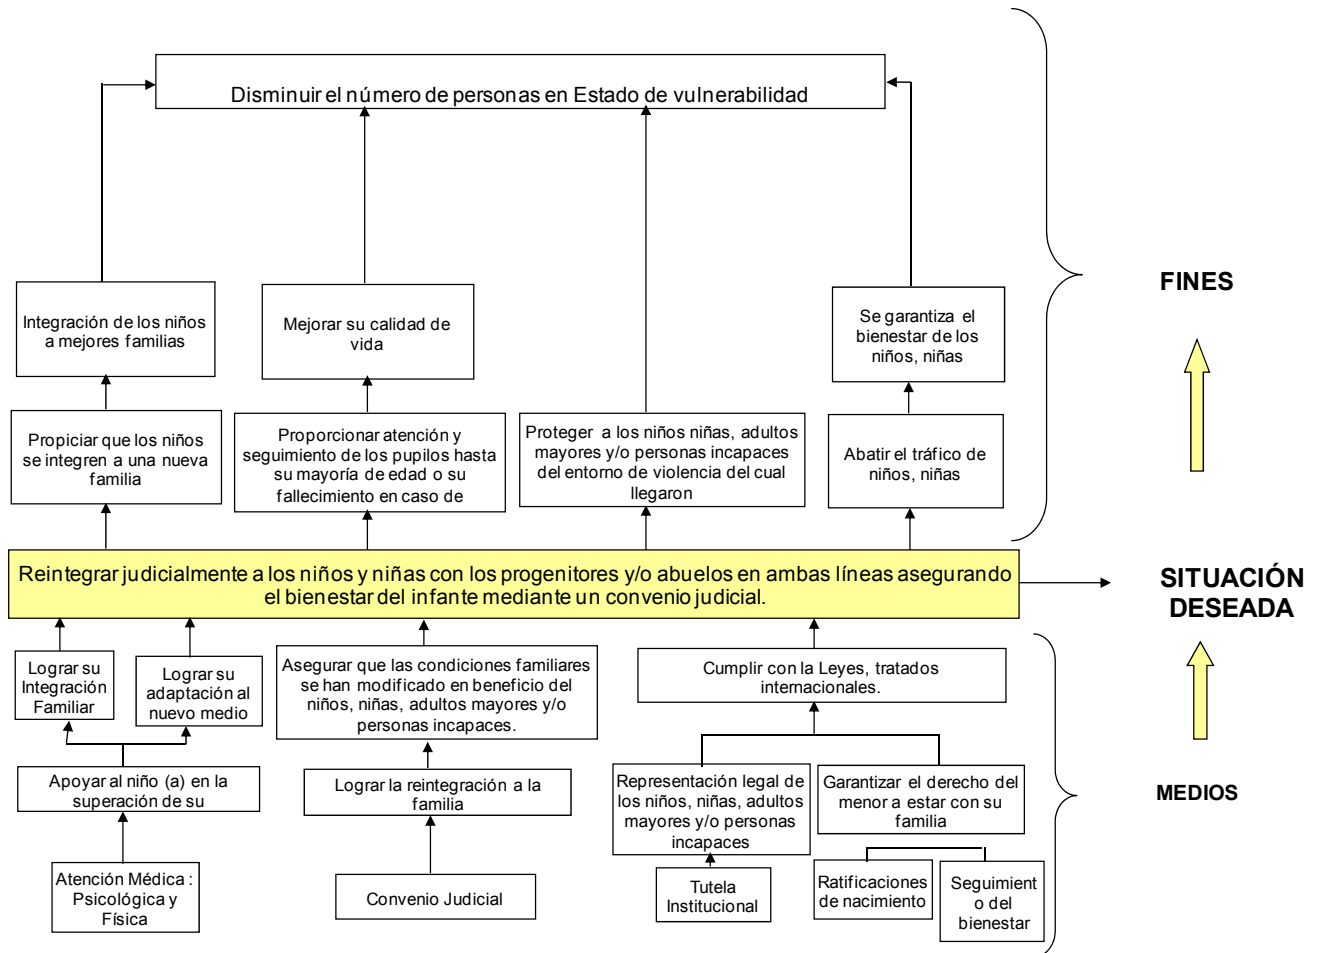 Disminuir el número de personas en Estado de vulnerabilidad
FINES
Integración de los niños
a mejores familias
Mejorar su calidad de
vida
Se garantiza el
bienestar de los
niños, niñas
Propiciar que los niños
se integren a una nueva
familia
Proporcionar atención y
seguimiento de los pupilos hasta
su mayoría de edad o su
fallecimiento en caso de
Proteger a los niños niñas, adultos
mayores y/o personas incapaces
del entorno de violencia del cual
llegaron
Abatir el tráfico de
niños, niñas
Reintegrar judicialmente a los niños y niñas con los progenitores y/o abuelos en ambas líneas asegurando
el bienestar del infante mediante un convenio judicial.
SITUACIÓN
DESEADA
Lograr su
Integración
Familiar
Lograr su
adaptación al
nuevo medio
Asegurar que las condiciones familiares
se han modificado en beneficio del
niños, niñas, adultos mayores y/o
personas incapaces.
Cumplir con la Leyes, tratados
internacionales.
Apoyar al niño (a) en la
superación de su
Lograr la reintegración a la
familia
Representación legal de
los niños, niñas, adultos
mayores y/o personas
incapaces
Garantizar el derecho del
menor a estar con su
familia
MEDIOS
Atención Médica :
Psicológica y
Física
Convenio Judicial
Tutela
Institucional
Ratificaciones
de nacimiento
Seguimient
o del
bienestar